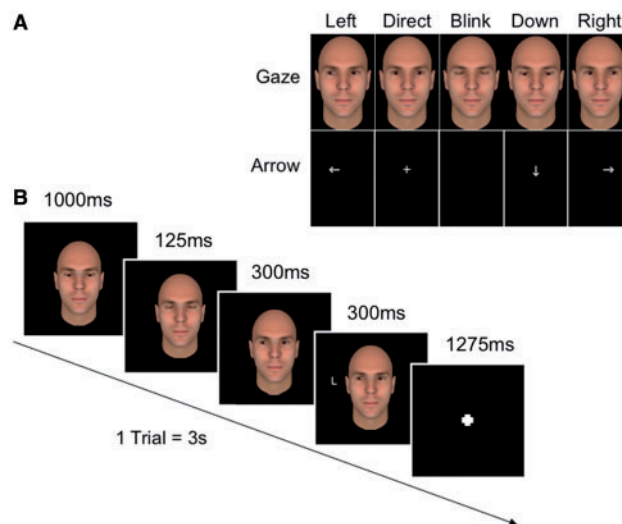 A
Left Direct Blink Down Right
Gaze
Arrow
← + ↓ →
B
1000ms
125ms
300ms
300ms
1275ms
L
1 Trial = 3s